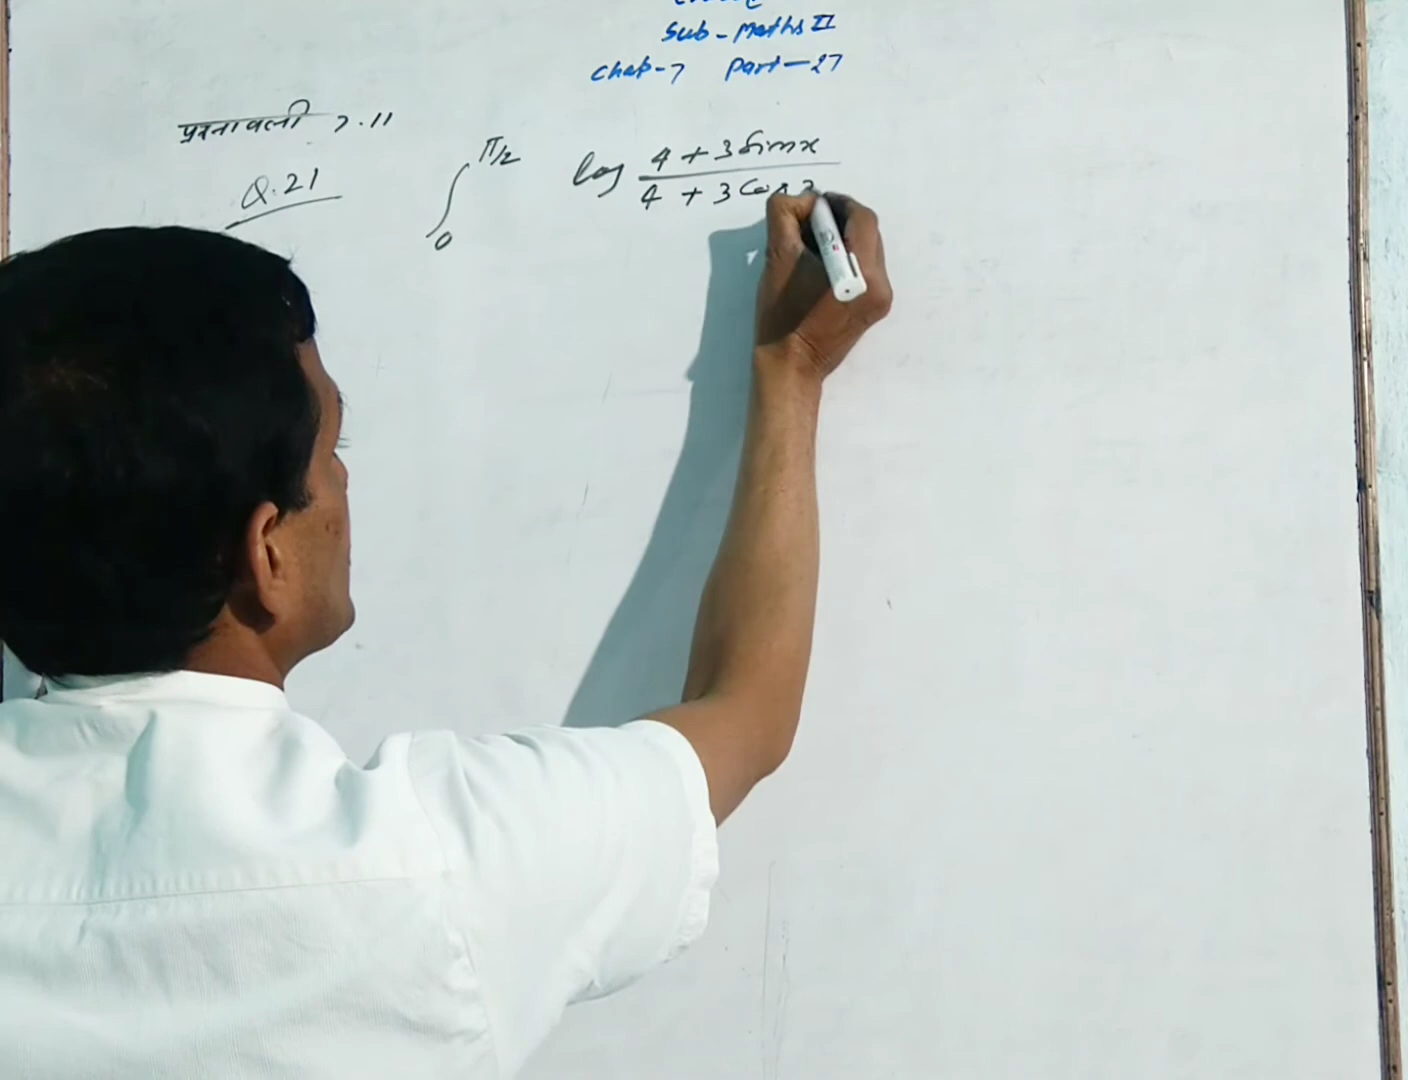 Sub - Maths II
Chap-7 Part-27
प्रश्नावली 7.11
Q.21
∫ 0 π/2 log (4 + 3 Sin x) / (4 + 3 Cos